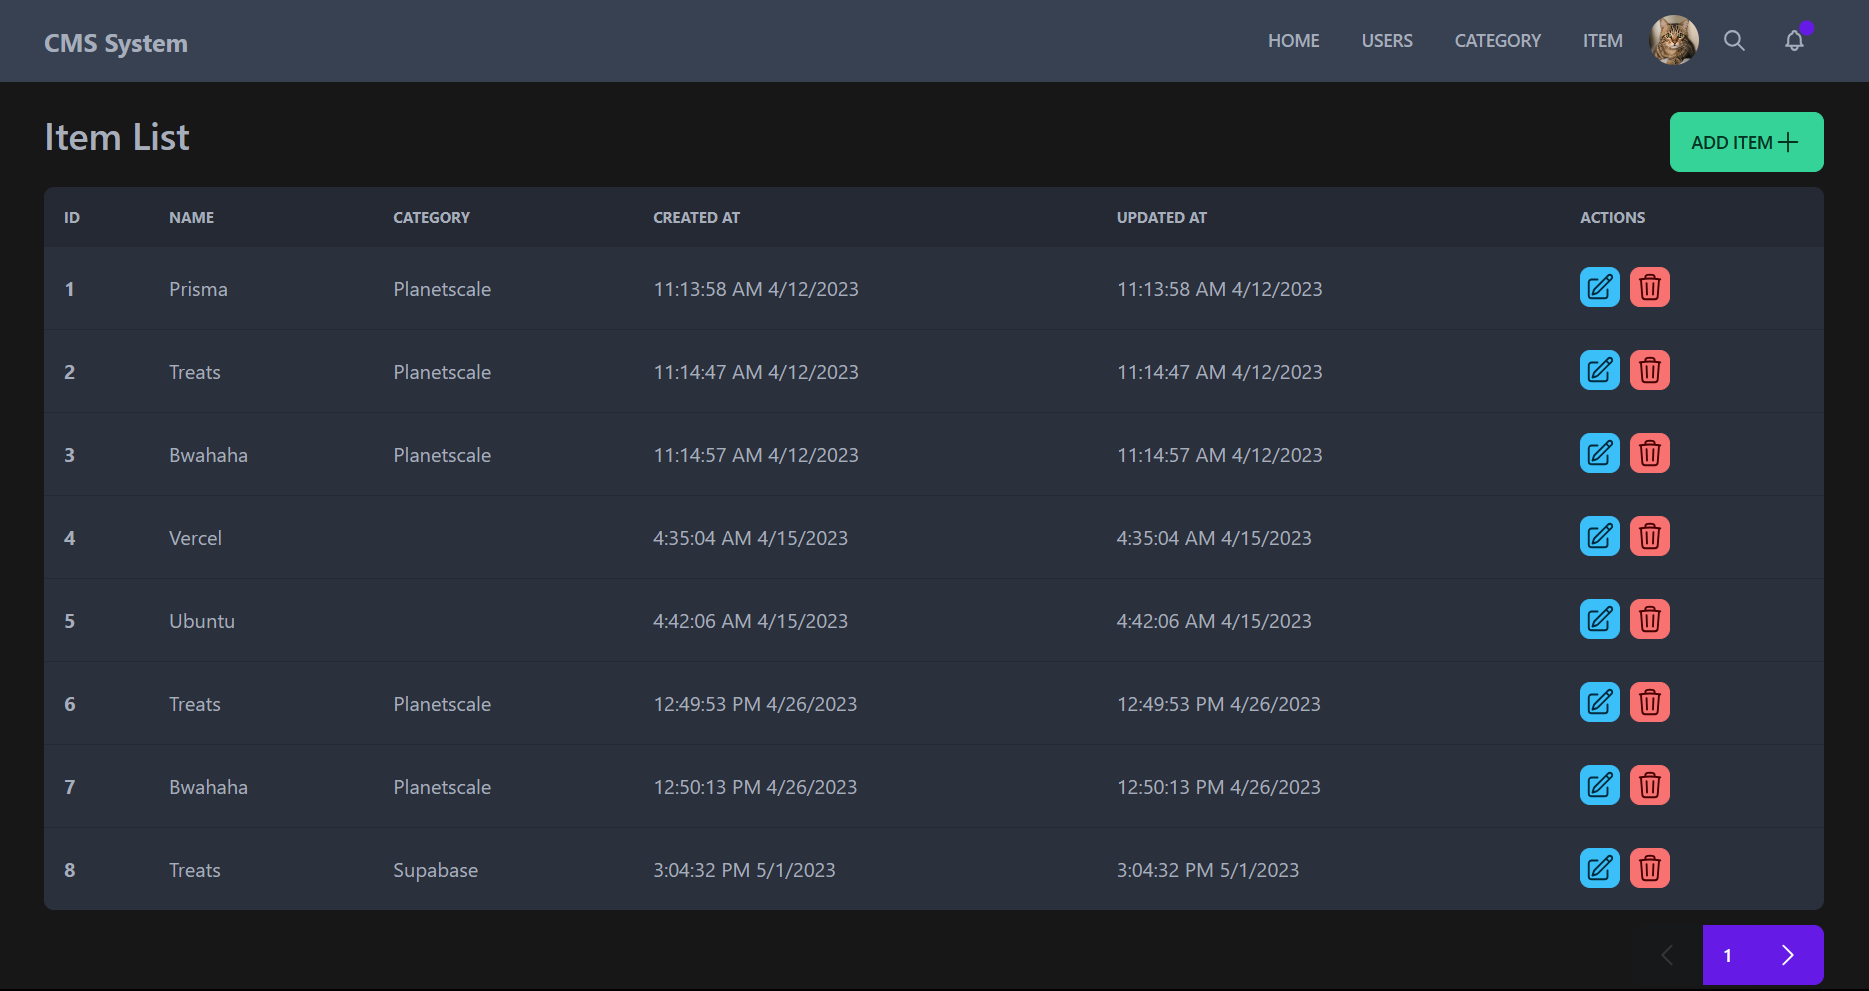 CMS System HOME USERS CATEGORY ITEM
Item List ADD ITEM
ID NAME CATEGORY CREATED AT UPDATED AT ACTIONS
1 Prisma Planetscale 11:13:58 AM 4/12/2023 11:13:58 AM 4/12/2023
2 Treats Planetscale 11:14:47 AM 4/12/2023 11:14:47 AM 4/12/2023
3 Bwahaha Planetscale 11:14:57 AM 4/12/2023 11:14:57 AM 4/12/2023
4 Vercel 4:35:04 AM 4/15/2023 4:35:04 AM 4/15/2023
5 Ubuntu 4:42:06 AM 4/15/2023 4:42:06 AM 4/15/2023
6 Treats Planetscale 12:49:53 PM 4/26/2023 12:49:53 PM 4/26/2023
7 Bwahaha Planetscale 12:50:13 PM 4/26/2023 12:50:13 PM 4/26/2023
8 Treats Supabase 3:04:32 PM 5/1/2023 3:04:32 PM 5/1/2023
1